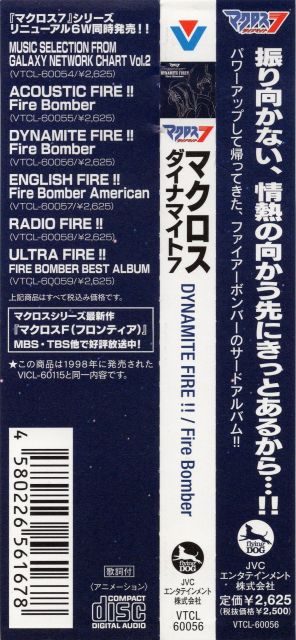 『マクロス7』シリーズ
リニューアル6W同時発売!!
MUSIC SELECTION FROM
GALAXY NETWORK CHART Vol.2
(VTCL-60054/¥2,625)
ACOUSTIC FIRE !!
Fire Bomber
(VTCL-60055/¥2,625)
DYNAMITE FIRE !!
Fire Bomber
(VTCL-60056/¥2,625)
ENGLISH FIRE !!
Fire Bomber American
(VTCL-60057/¥2,625)
RADIO FIRE !!
(VTCL-60058/¥2,625)
ULTRA FIRE !!
FIRE BOMBER BEST ALBUM
(VTCL-60059/¥2,625)
上記商品はすべて税込み価格です。
マクロスシリーズ最新作
『マクロスF(フロンティア)』
MBS・TBS他で好評放送中!
★この商品は1998年に発売された
VICL-60115と同一内容です。
4 580226 561678
歌詞付
〈アニメーション〉
COMPACT
disc
DIGITAL AUDIO
DYNAMITE FIRE!!
マクロス7
マクロス
ダイナマイト7
DYNAMITE FIRE !! / Fire Bomber
flying DOG
JVC
エンタテインメント
株式会社
VTCL
60056
マクロス7
ダイナマイト
振り向かない、情熱の向かう先にきっとあるから…!!
パワーアップして帰ってきた、ファイアーボンバーのサードアルバム!!
flying DOG
JVC
エンタテインメント
株式会社
定価¥2,625
(税抜価格¥2,500)
VTCL-60056